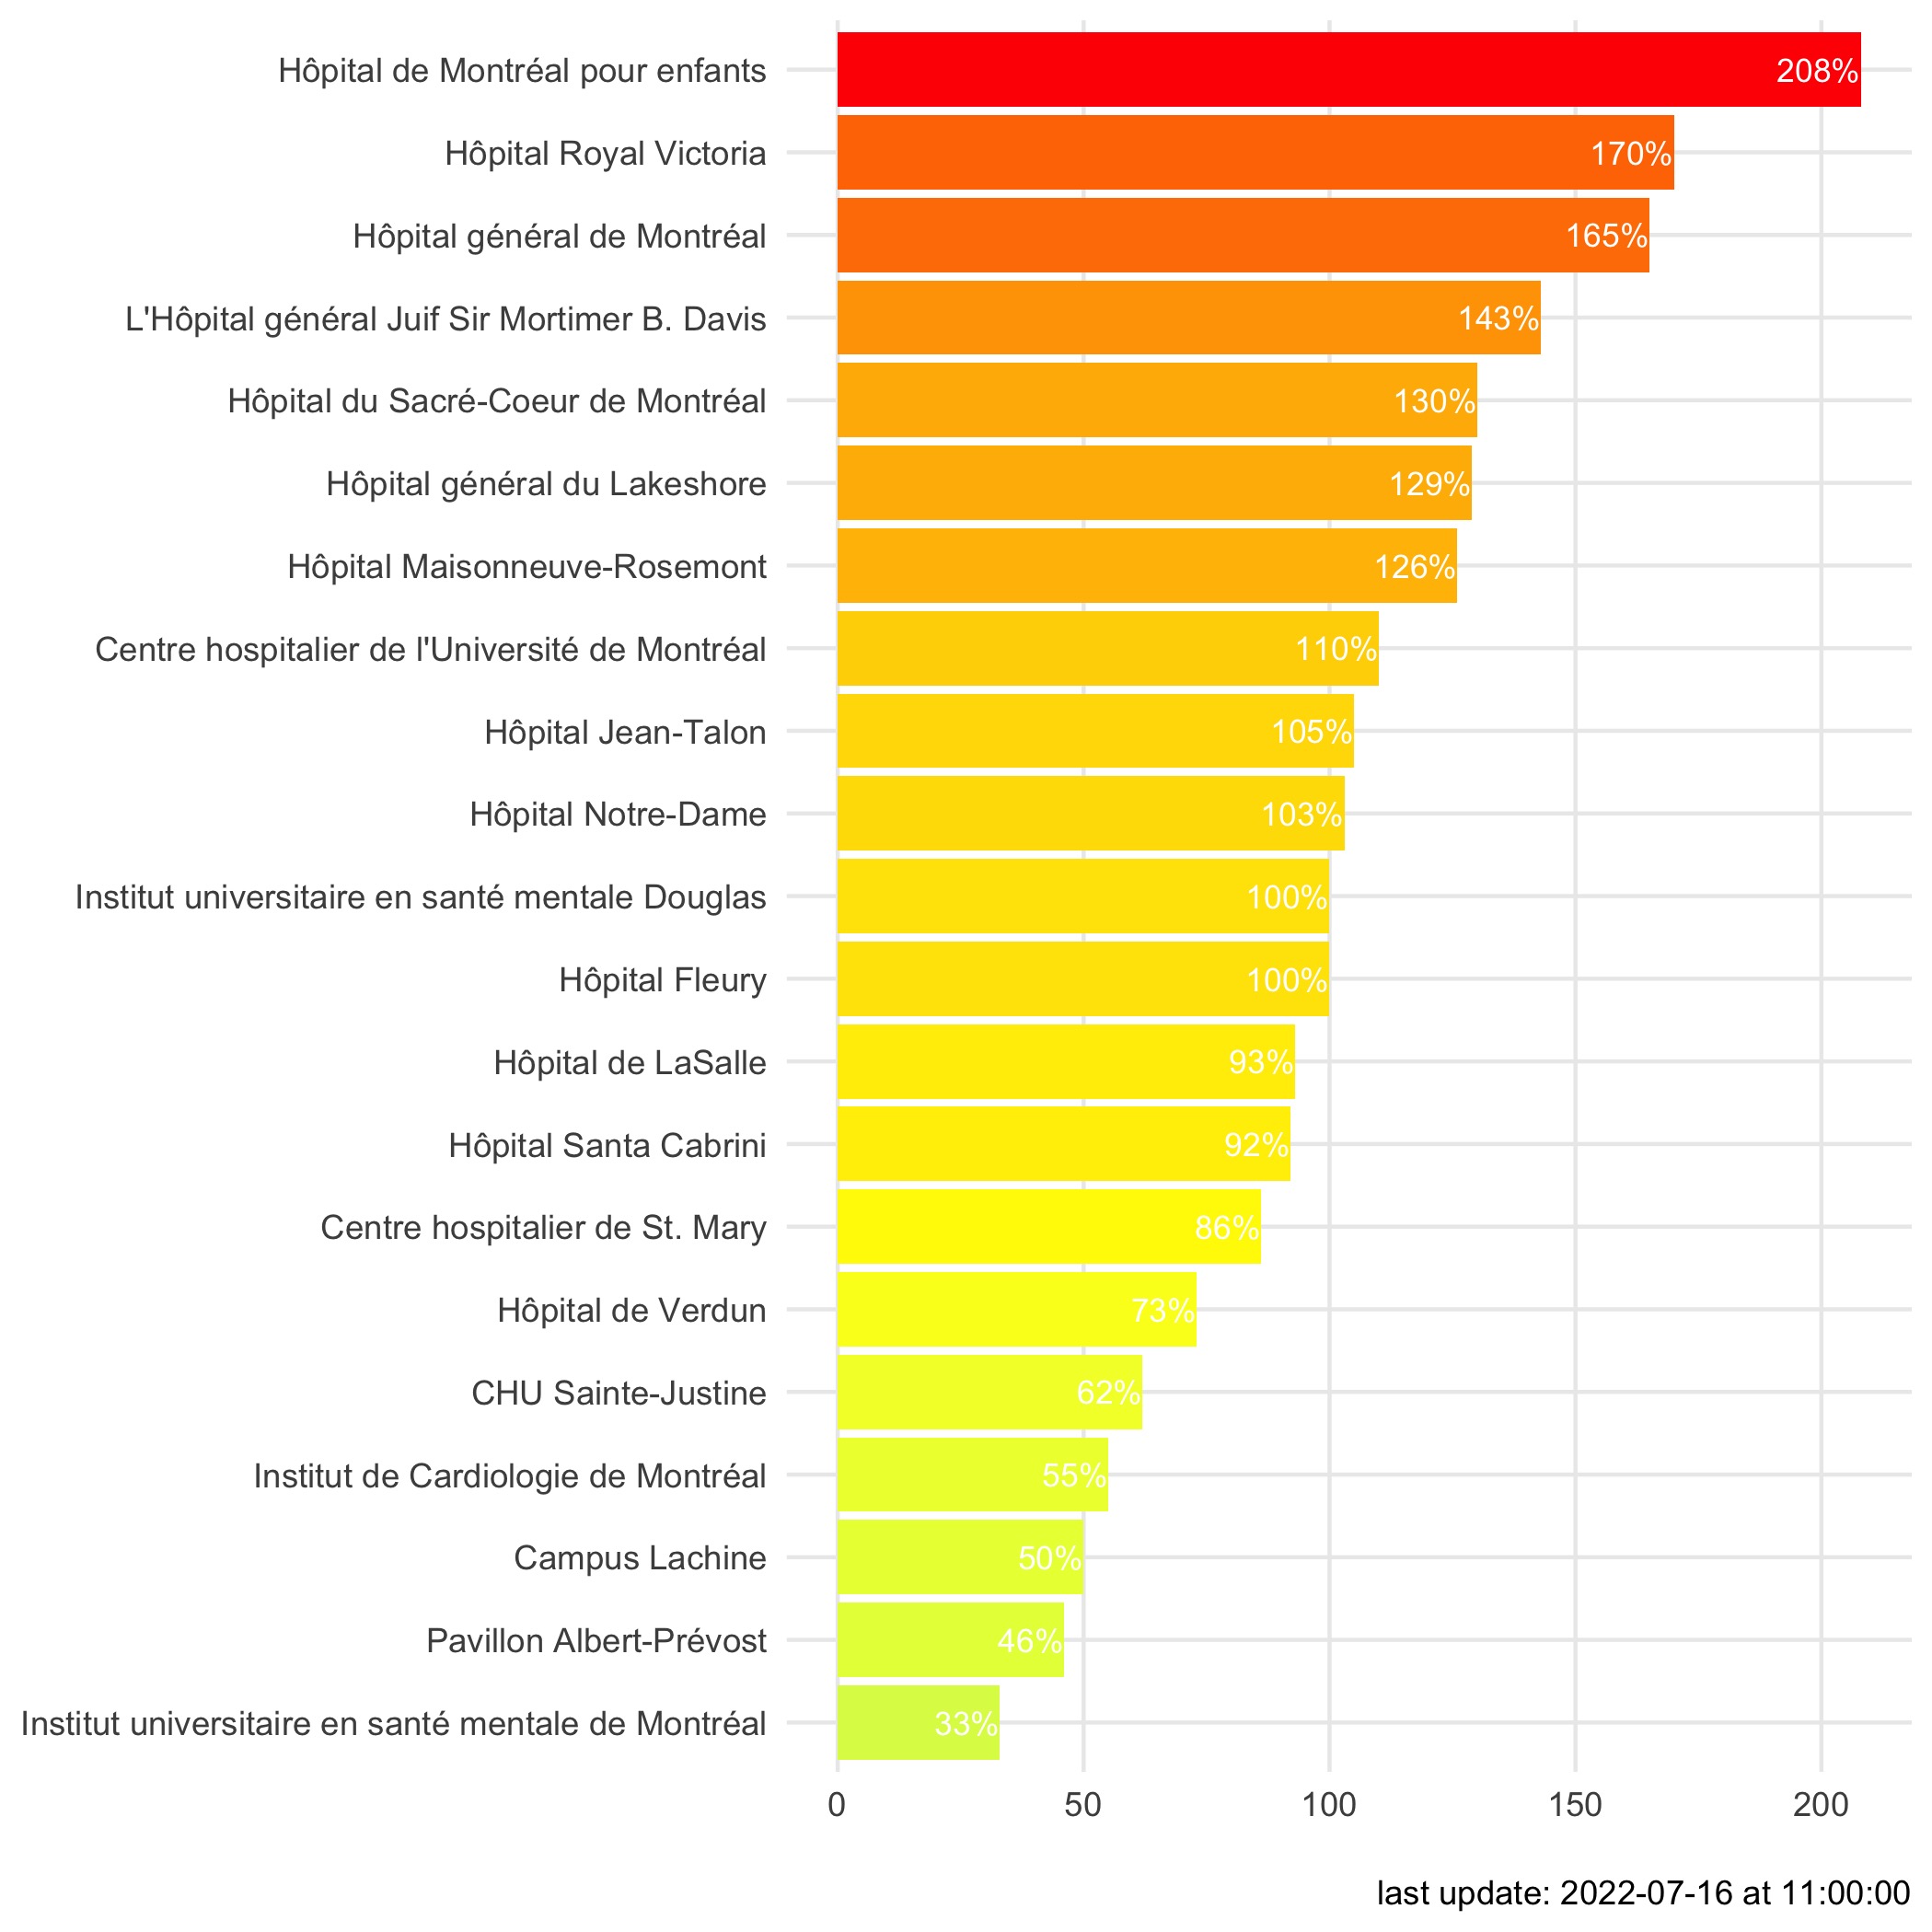 Hôpital de Montréal pour enfants 208%
Hôpital Royal Victoria 170%
Hôpital général de Montréal 165%
L'Hôpital général Juif Sir Mortimer B. Davis 143%
Hôpital du Sacré-Coeur de Montréal 130%
Hôpital général du Lakeshore 129%
Hôpital Maisonneuve-Rosemont 126%
Centre hospitalier de l'Université de Montréal 110%
Hôpital Jean-Talon 105%
Hôpital Notre-Dame 103%
Institut universitaire en santé mentale Douglas 100%
Hôpital Fleury 100%
Hôpital de LaSalle 93%
Hôpital Santa Cabrini 92%
Centre hospitalier de St. Mary 86%
Hôpital de Verdun 73%
CHU Sainte-Justine 62%
Institut de Cardiologie de Montréal 55%
Campus Lachine 50%
Pavillon Albert-Prévost 46%
Institut universitaire en santé mentale de Montréal 33%
0 50 100 150 200
last update: 2022-07-16 at 11:00:00